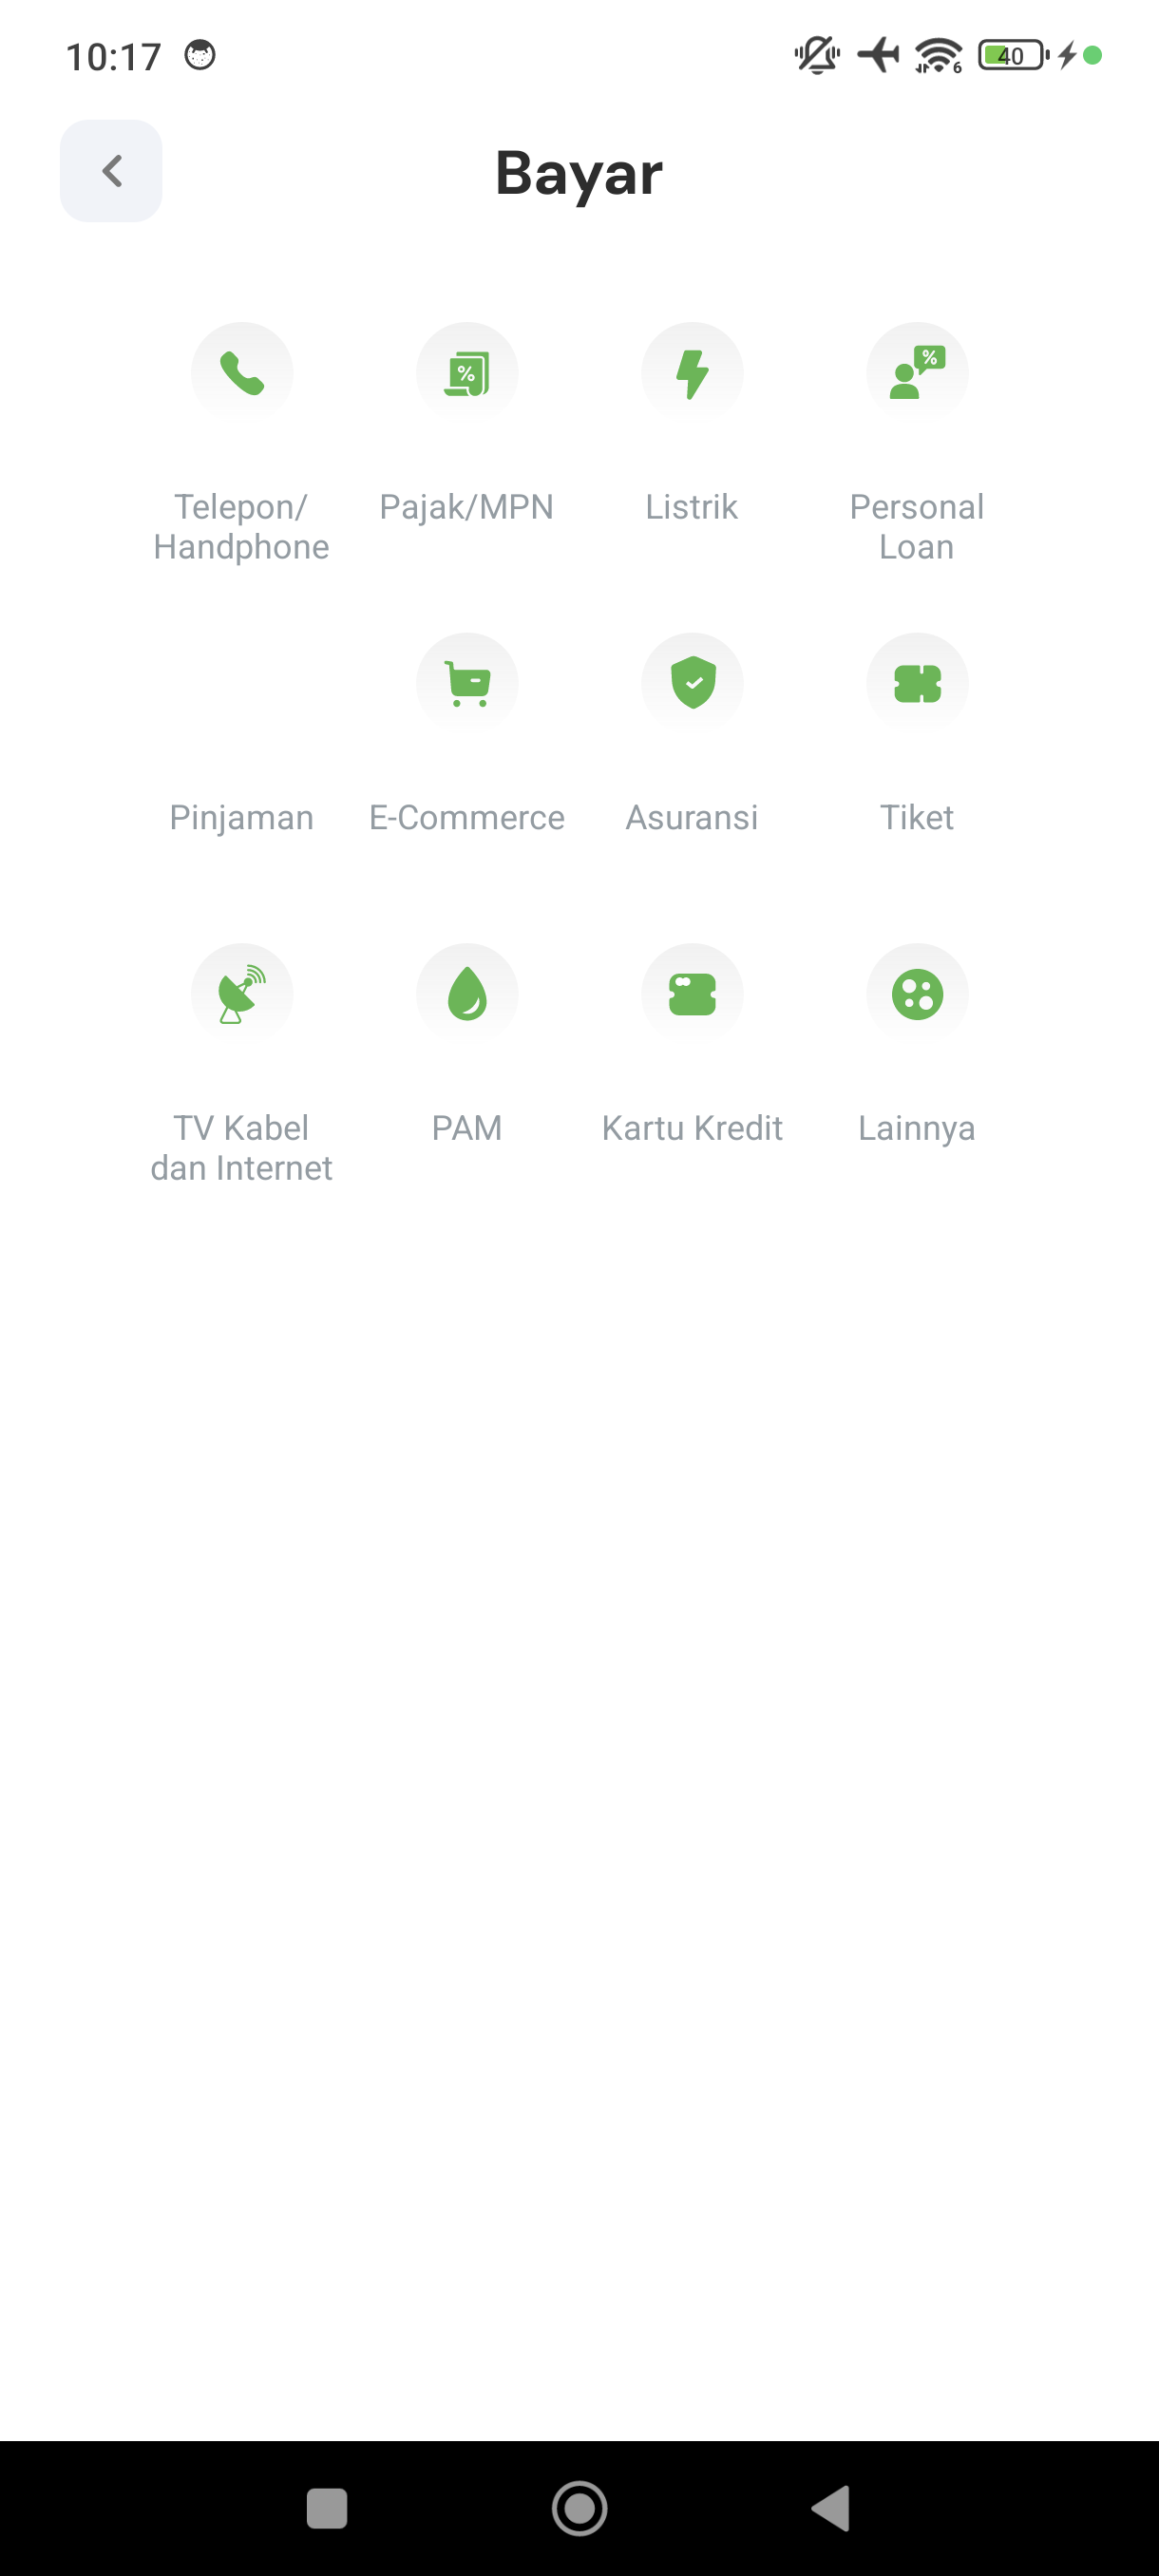 10:17
6
40
Bayar
%
%
Telepon/
Handphone
Pajak/MPN
Listrik
Personal
Loan
Pinjaman
E-Commerce
Asuransi
Tiket
TV Kabel
dan Internet
PAM
Kartu Kredit
Lainnya